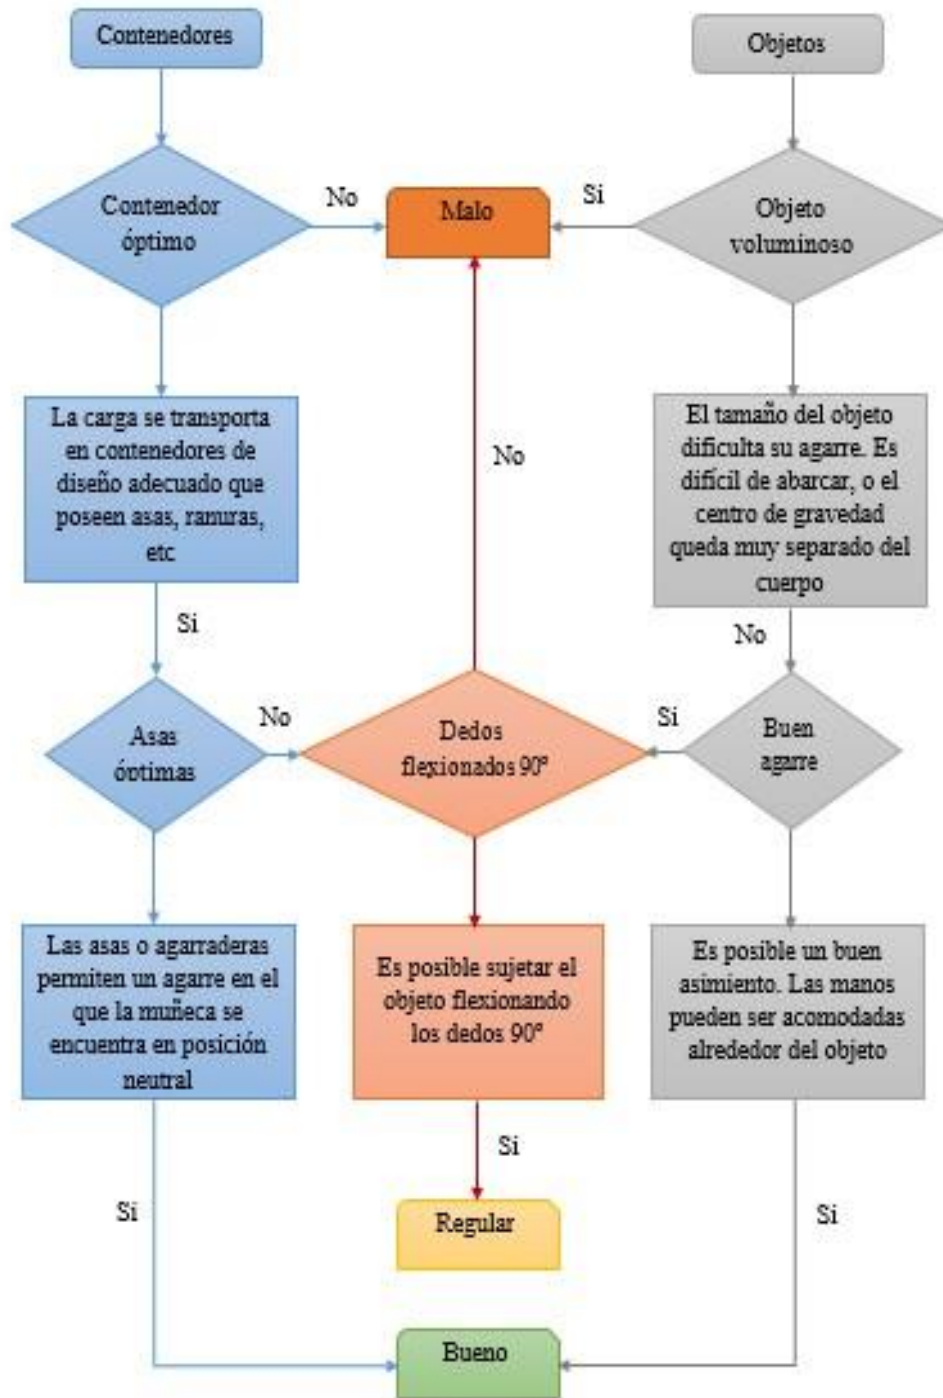 Contenedores
Objetos
Contenedor
óptimo
No
Malo
Si
Objeto
voluminoso
La carga se transporta
en contenedores de
diseño adecuado que
poseen asas, ranuras,
etc
No
El tamaño del objeto
dificulta su agarre. Es
difícil de abarcar, o el
centro de gravedad
queda muy separado del
cuerpo
Si
No
Asas
óptimas
No
Dedos
flexionados 90º
Si
Buen
agarre
Las asas o agarraderas
permiten un agarre en el
que la muñeca se
encuentra en posición
neutral
Es posible sujetar el
objeto flexionando
los dedos 90º
Es posible un buen
asimiento. Las manos
pueden ser acomodadas
alrededor del objeto
Si
Si
Si
Regular
Bueno